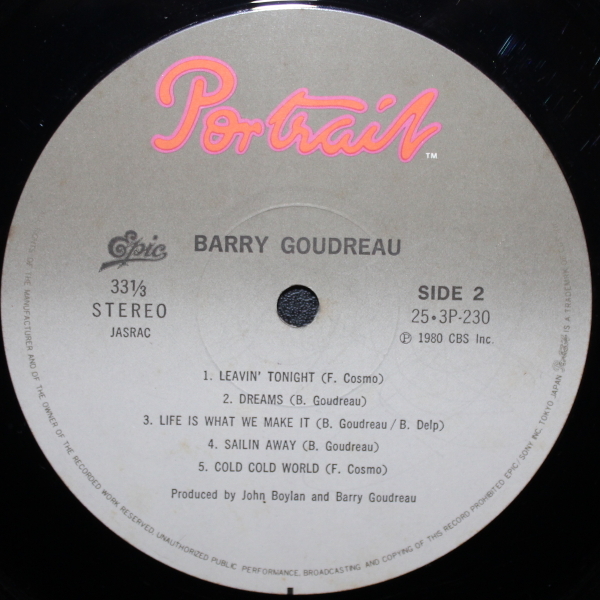 Portrait™
Epic
BARRY GOUDREAU
33⅓
STEREO
JASRAC
SIDE 2
25•3P-230
Ⓟ 1980 CBS Inc.
1. LEAVIN' TONIGHT (F. Cosmo)
2. DREAMS (B. Goudreau)
3. LIFE IS WHAT WE MAKE IT (B. Goudreau / B. Delp)
4. SAILIN AWAY (B. Goudreau)
5. COLD COLD WORLD (F. Cosmo)
Produced by John Boylan and Barry Goudreau
OF THE MANUFACTURER AND OF THE OWNER OF THE RECORDED WORK RESERVED. UNAUTHORIZED PUBLIC PERFORMANCE, BROADCASTING AND COPYING OF THIS RECORD PROHIBITED. EPIC/SONY INC. TOKYO JAPAN IS A TRADEMARK